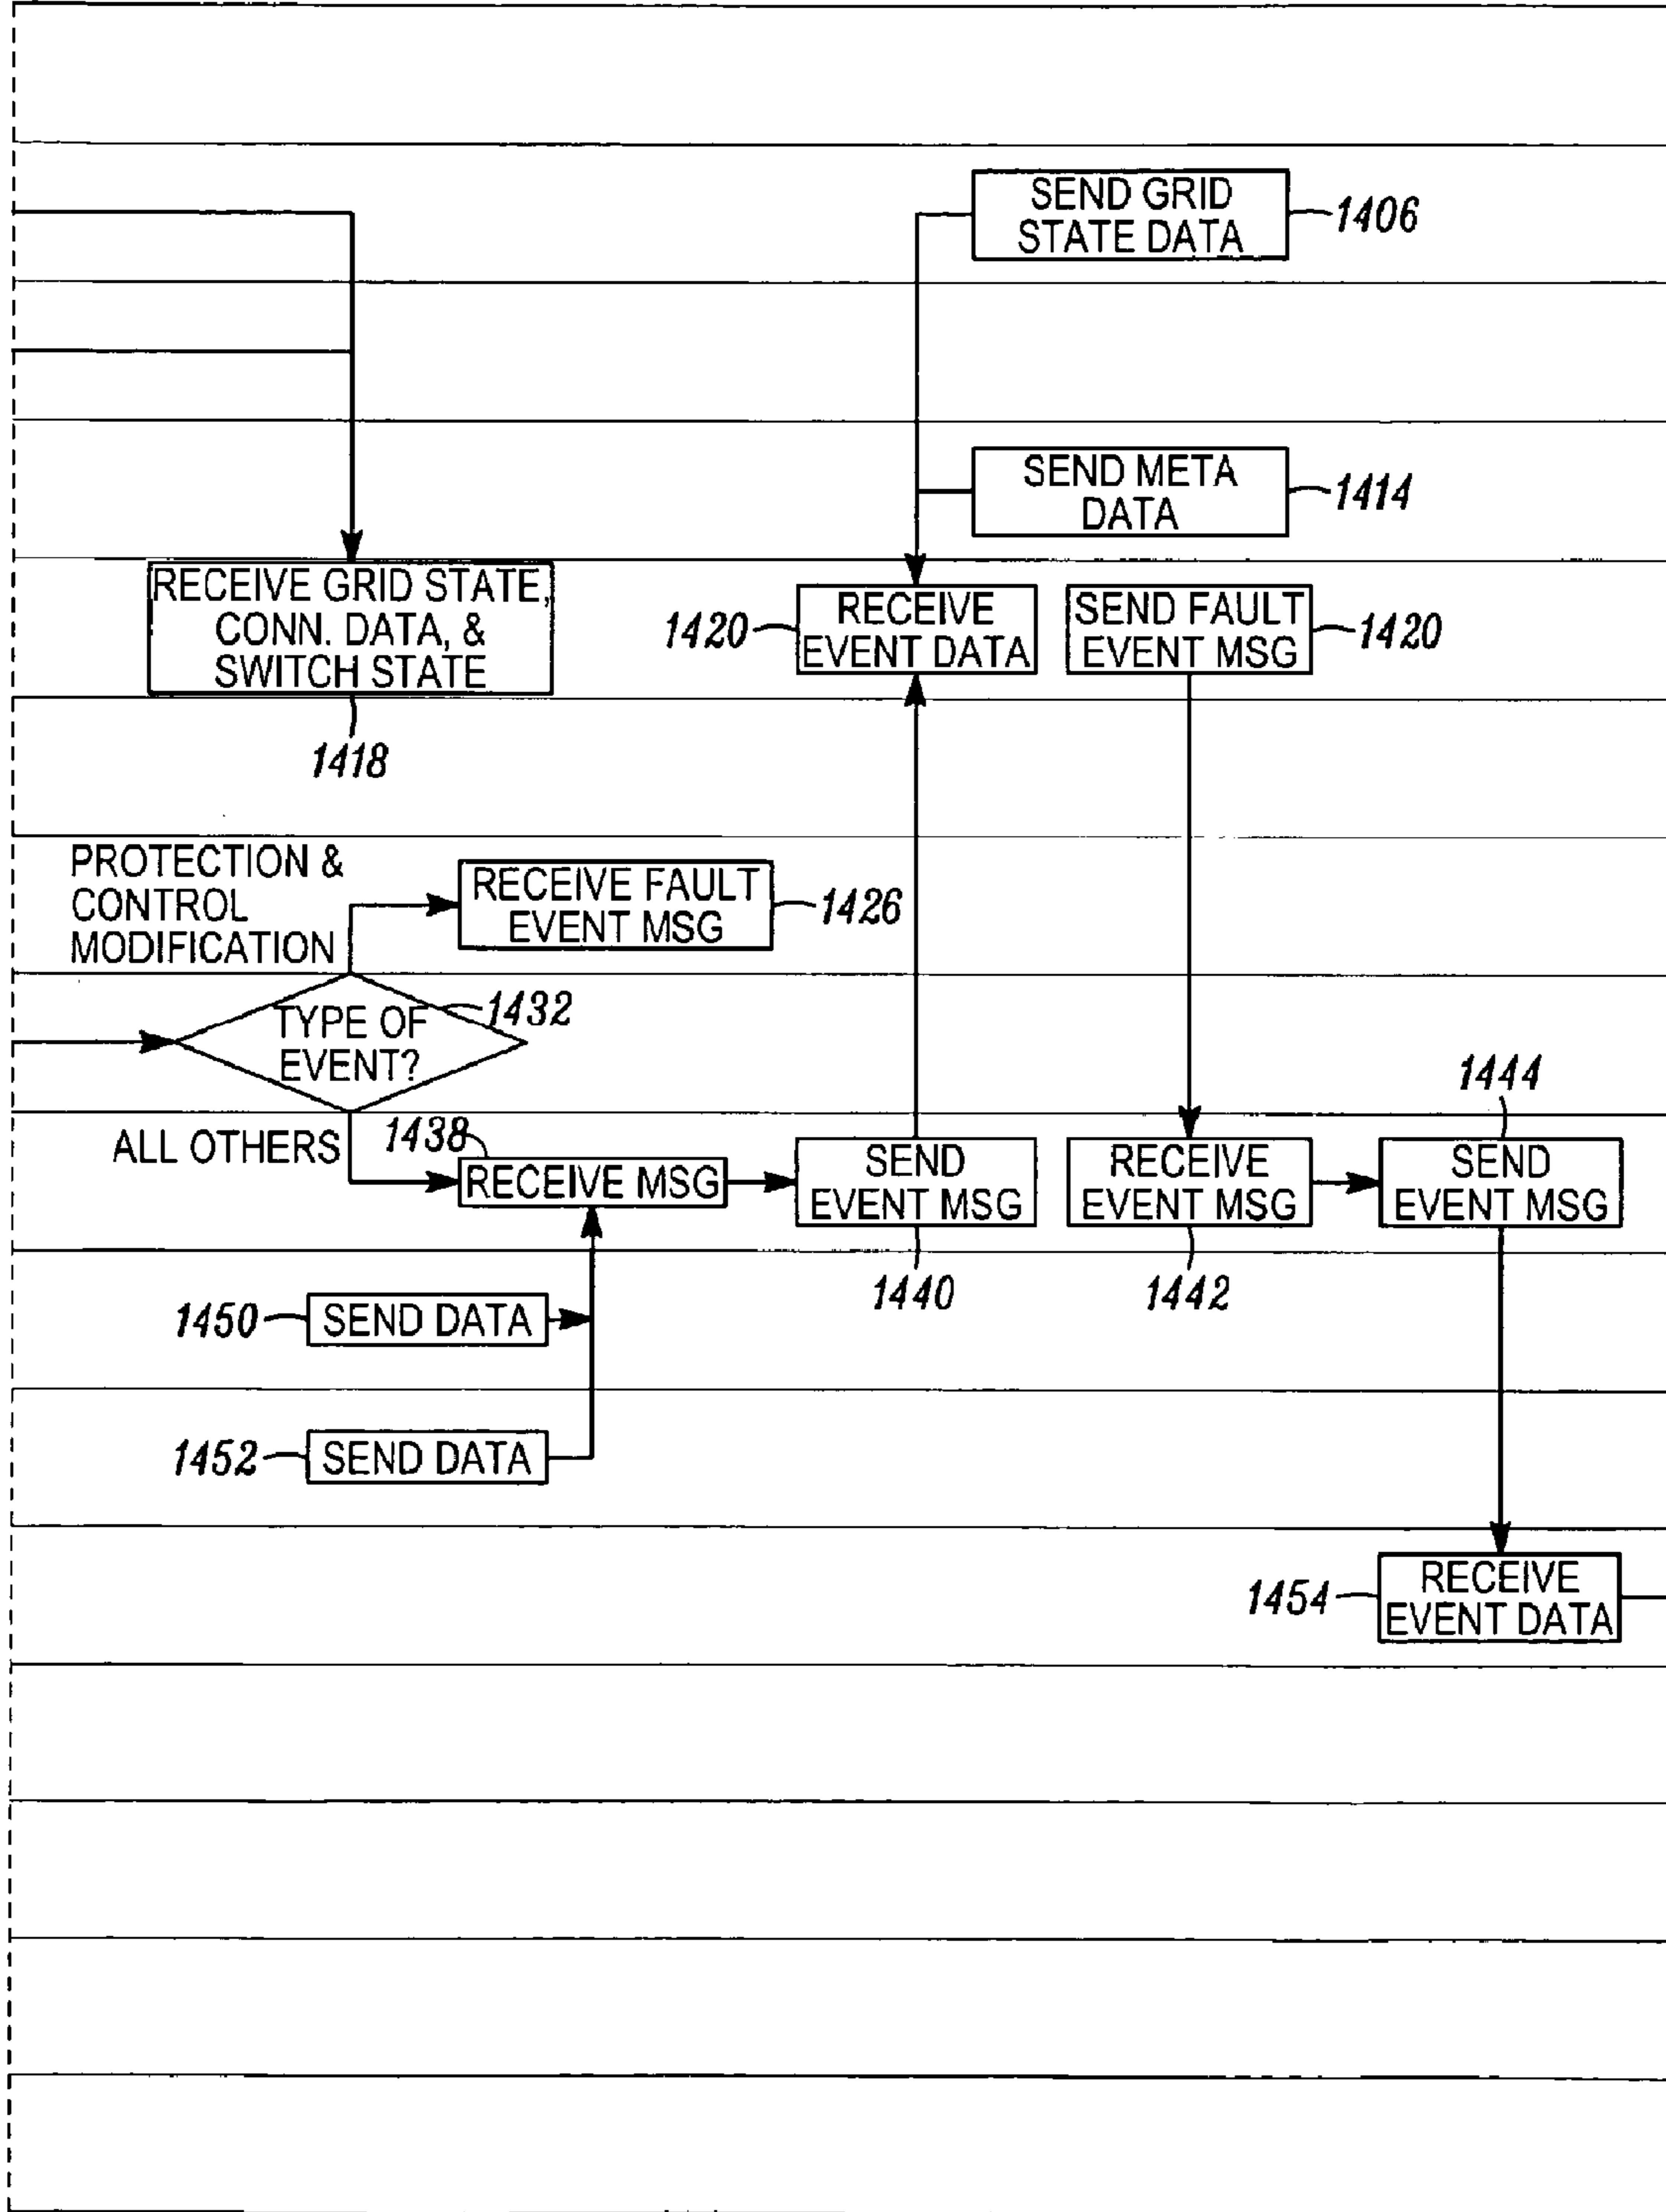 SEND GRID
STATE DATA
1406
SEND META
DATA
1414
RECEIVE GRID STATE,
CONN. DATA, &
SWITCH STATE
1418
1420
RECEIVE
EVENT DATA
SEND FAULT
EVENT MSG
1420
PROTECTION &
CONTROL
MODIFICATION
RECEIVE FAULT
EVENT MSG
1426
TYPE OF
EVENT?
1432
ALL OTHERS
1438
RECEIVE MSG
SEND
EVENT MSG
1440
RECEIVE
EVENT MSG
1442
1444
SEND
EVENT MSG
1450
SEND DATA
1452
SEND DATA
1454
RECEIVE
EVENT DATA